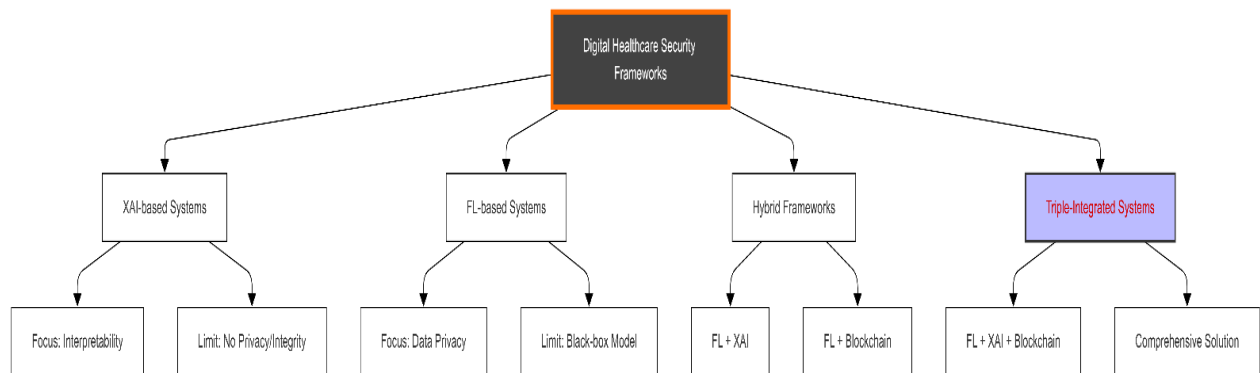 Digital Healthcare Security
Frameworks
XAI-based Systems
FL-based Systems
Hybrid Frameworks
Triple-Integrated Systems
Focus: Interpretability
Limit: No Privacy/Integrity
Focus: Data Privacy
Limit: Black-box Model
FL + XAI
FL + Blockchain
FL + XAI + Blockchain
Comprehensive Solution